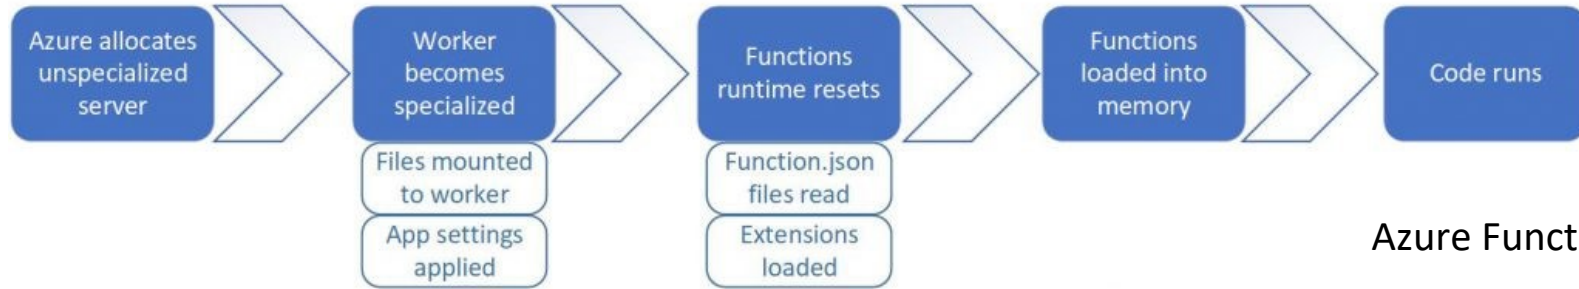 Azure allocates
unspecialized
server
Worker
becomes
specialized
Files mounted
to worker
App settings
applied
Functions
runtime resets
Function.json
files read
Extensions
loaded
Functions
loaded into
memory
Code runs
Azure Funct